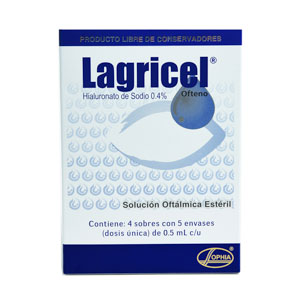 PRODUCTO LIBRE DE CONSERVADORES
Lagricel®
Ofteno
Hialuronato de Sodio 0.4%
Solución Oftálmica Estéril
Contiene: 4 sobres con 5 envases
(dosis única) de 0.5 mL c/u
SOPHIA